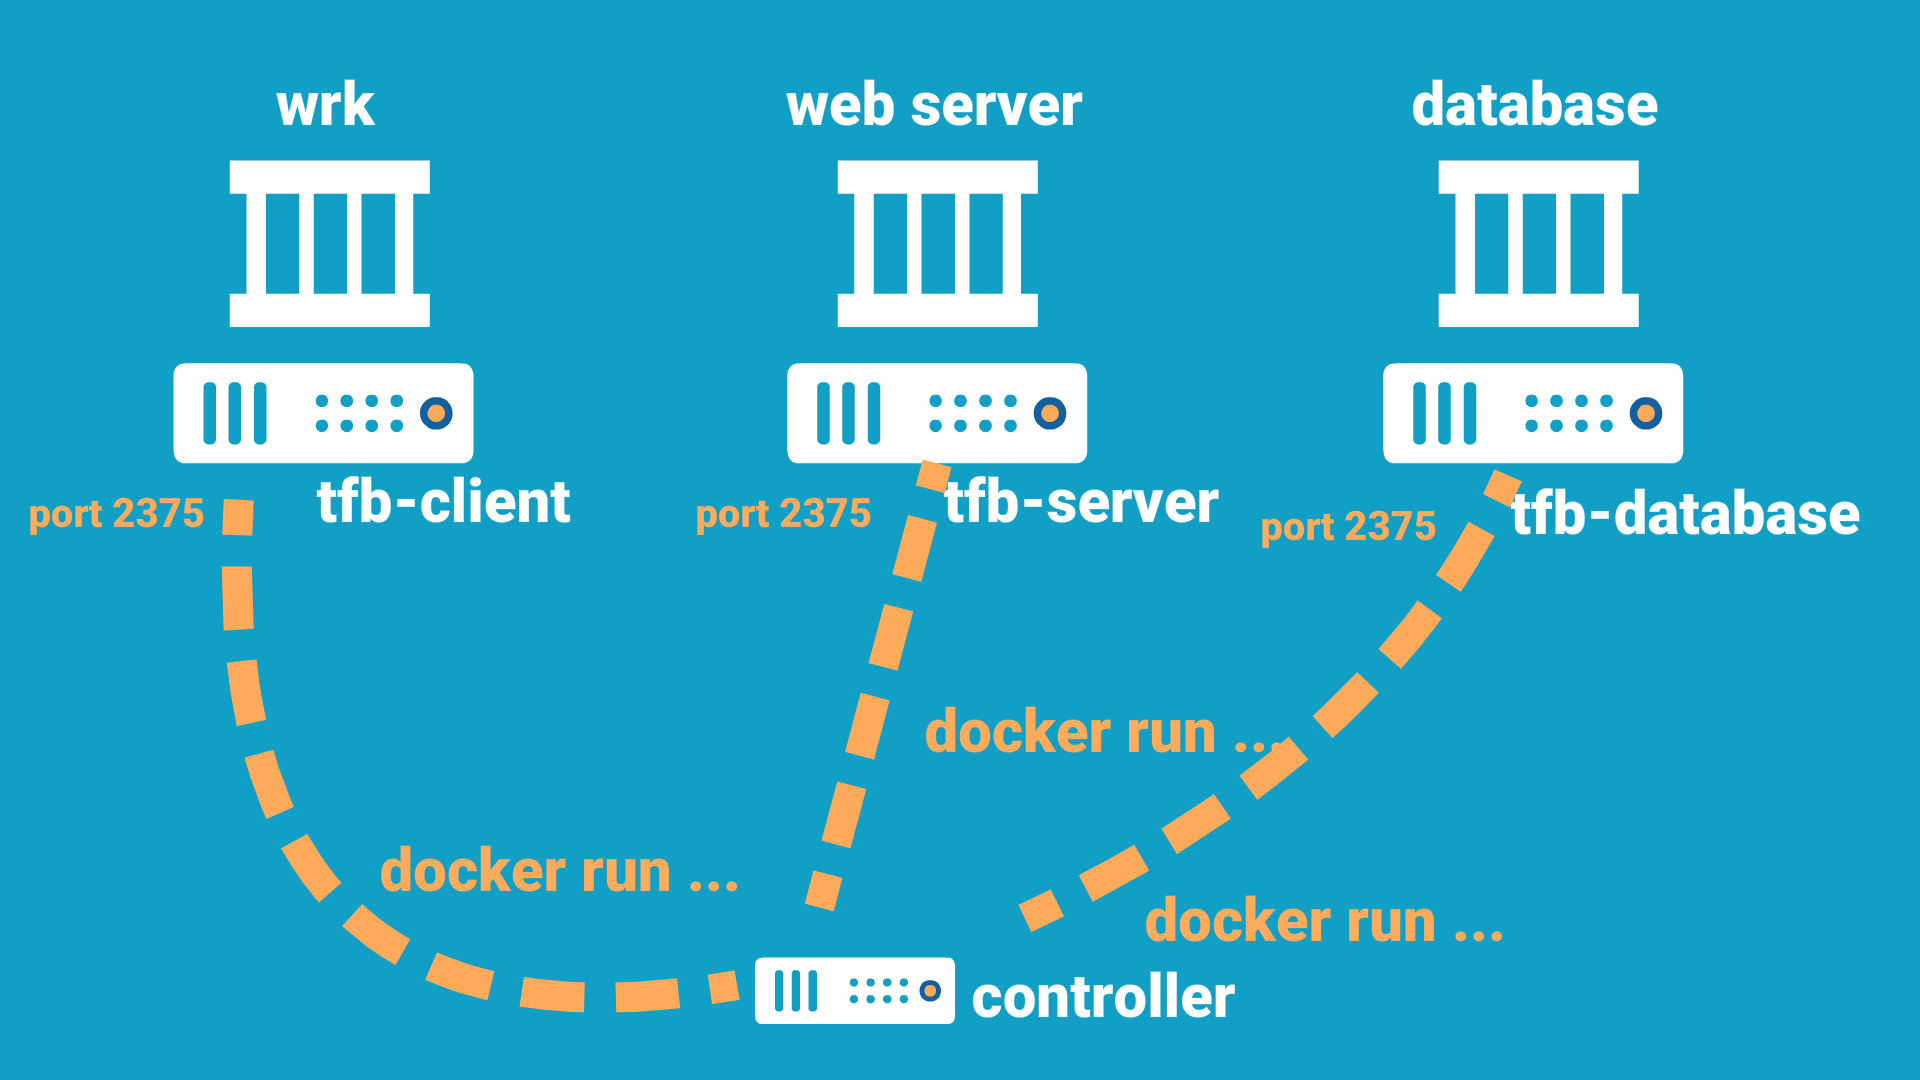 wrk
web server
database
port 2375
tfb-client
port 2375
tfb-server
port 2375
tfb-database
docker run ...
docker run ...
docker run ...
controller